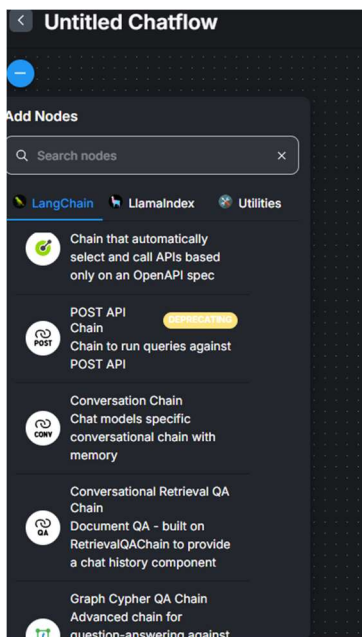 Untitled Chatflow
Add Nodes
Search nodes
LangChain LlamaIndex Utilities
Chain that automatically
select and call APIs based
only on an OpenAPI spec
POST API
Chain
DEPRECATING
POST
Chain to run queries against
POST API
Conversation Chain
CONV
Chat models specific
conversational chain with
memory
Conversational Retrieval QA
Chain
QA
Document QA - built on
RetrievalQAChain to provide
a chat history component
Graph Cypher QA Chain
Advanced chain for
question-answering against